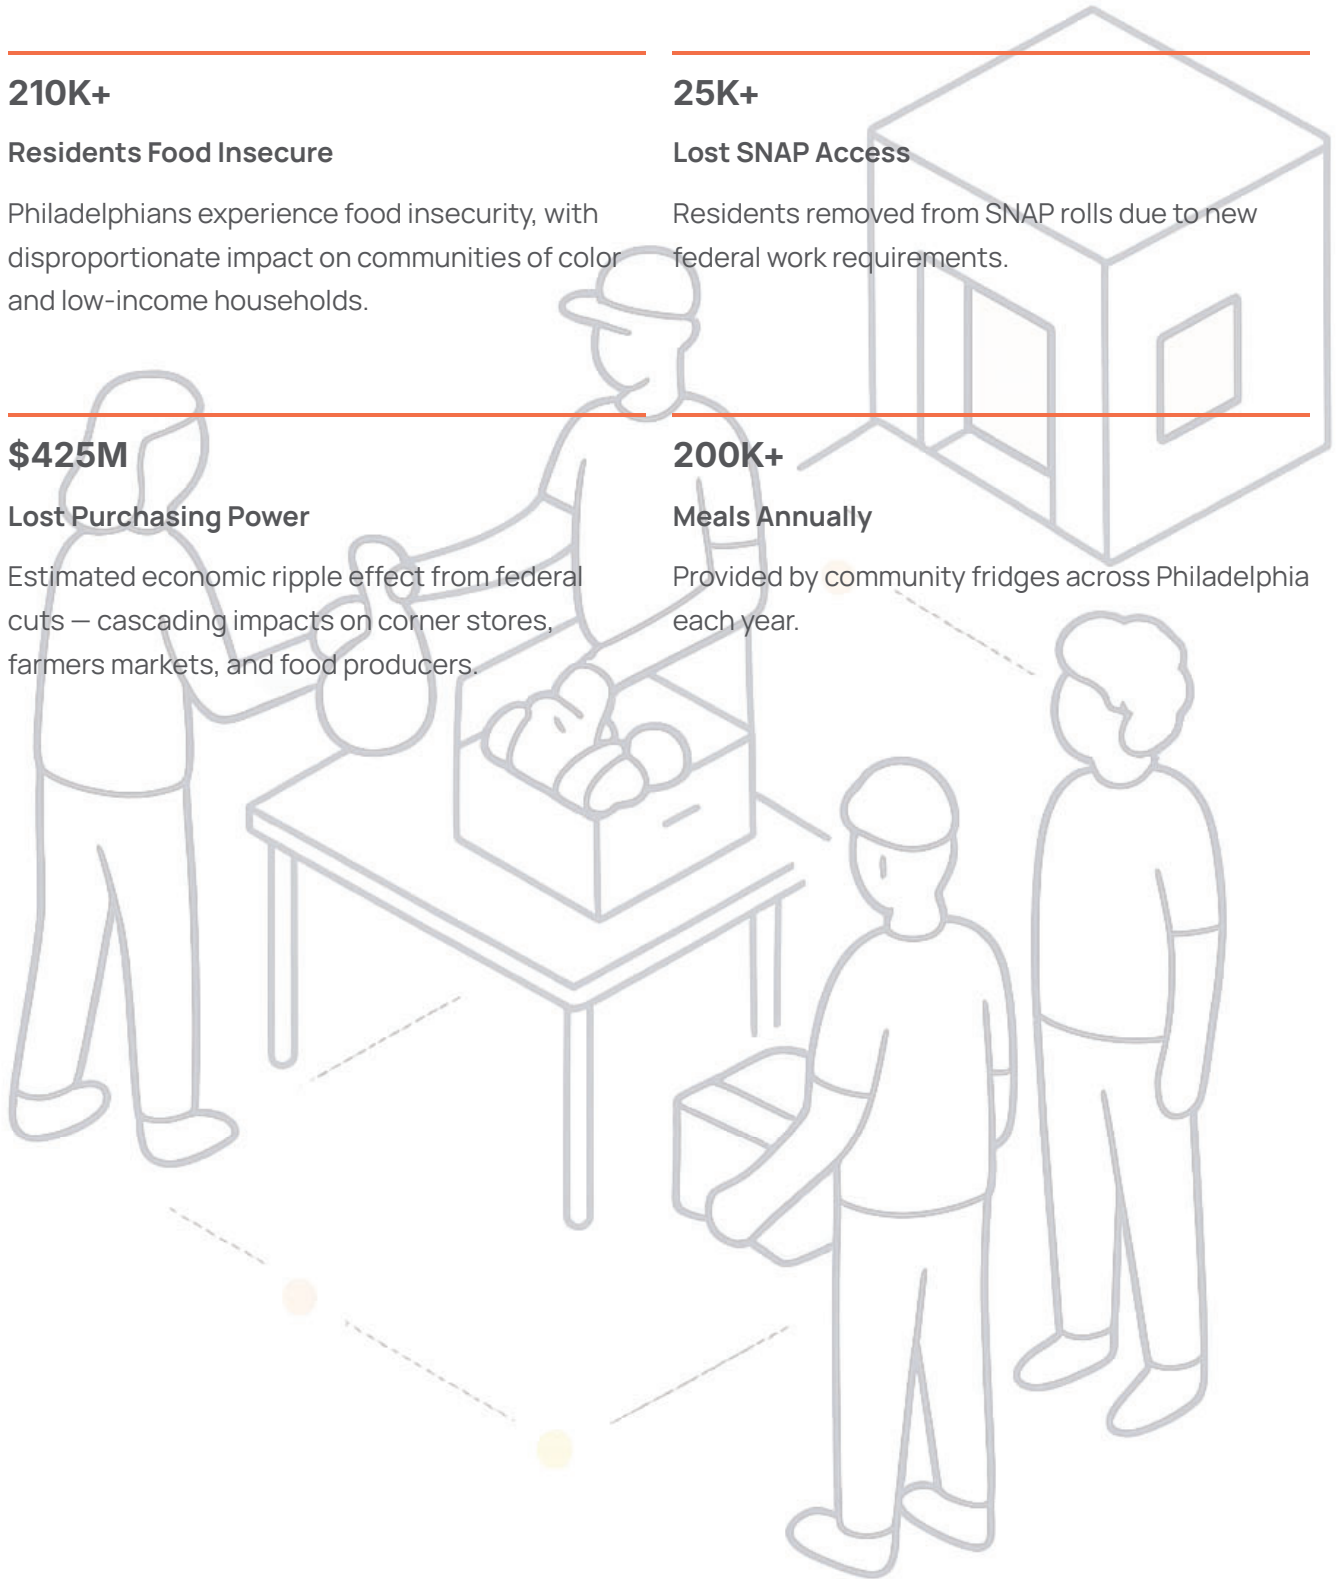 210K+
Residents Food Insecure
Philadelphians experience food insecurity, with
disproportionate impact on communities of color
and low-income households.
25K+
Lost SNAP Access
Residents removed from SNAP rolls due to new
federal work requirements.
$425M
Lost Purchasing Power
Estimated economic ripple effect from federal
cuts — cascading impacts on corner stores,
farmers markets, and food producers.
200K+
Meals Annually
Provided by community fridges across Philadelphia
each year.